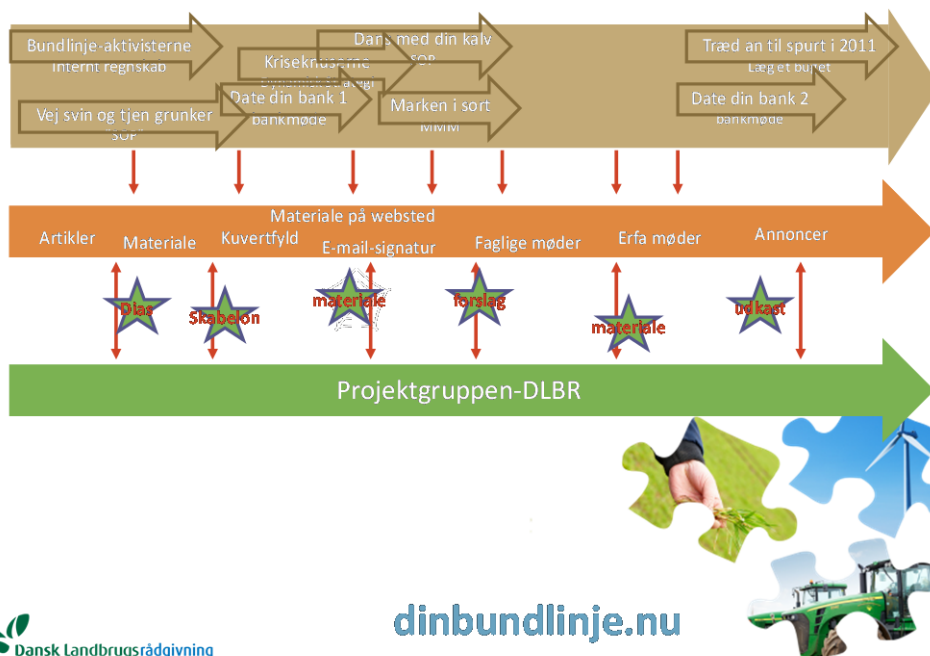 Bundlinje-aktivisterne
Internt regnskab
Kriseknuserne
Dynamisk strategi
Dans med din kalv
SOP
Træd an til spurt i 2011
Læg et budget
Vej svin og tjen grunker
"SOP"
Date din bank 1
bankmøde
Marken i sort
MMM
Date din bank 2
bankmøde
Artikler
Materiale
Kuvertfyld
Materiale på websted
E-mail-signatur
Faglige møder
Erfa møder
Annoncer
Dias
Skabelon
materiale
forslag
materiale
udkast
Projektgruppen-DLBR
dinbundlinje.nu
Dansk Landbrugsrådgivning